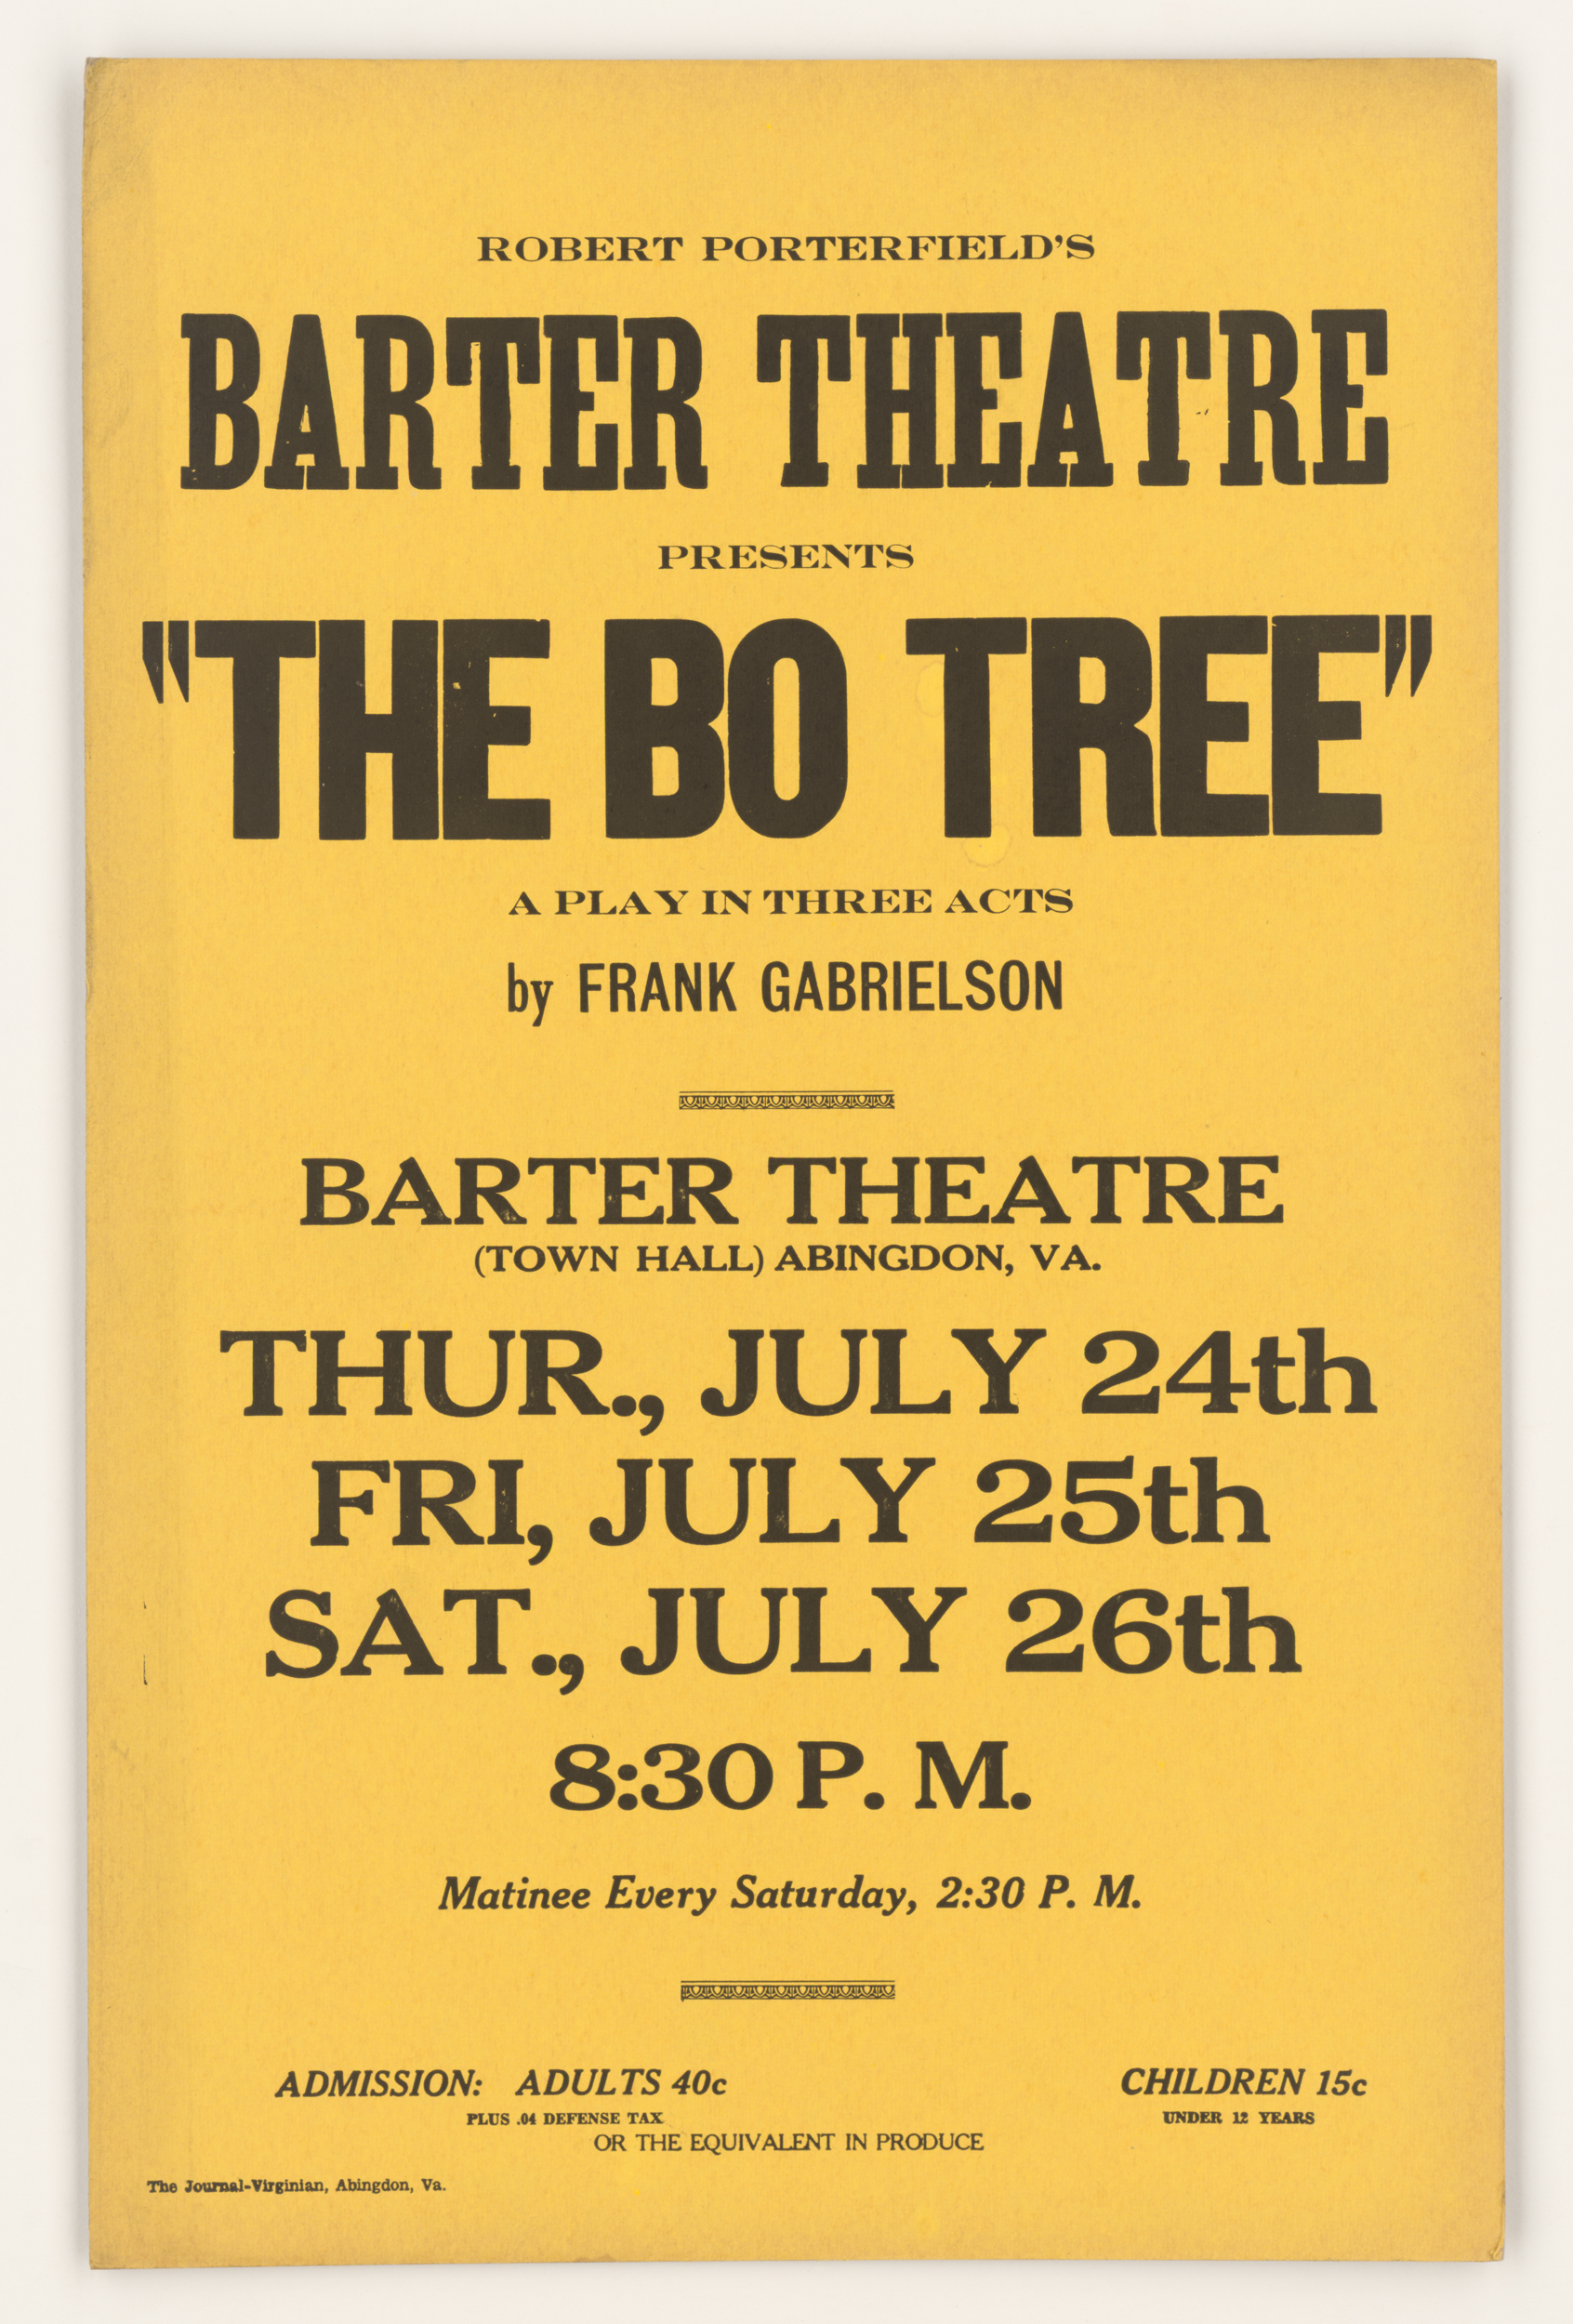 ROBERT PORTERFIELD'S
BARTER THEATRE
PRESENTS
"THE BO TREE"
A PLAY IN THREE ACTS
by FRANK GABRIELSON
BARTER THEATRE
(TOWN HALL) ABINGDON, VA.
THUR., JULY 24th
FRI, JULY 25th
SAT., JULY 26th
8:30 P. M.
Matinee Every Saturday, 2:30 P. M.
ADMISSION: ADULTS 40c CHILDREN 15c
PLUS .04 DEFENSE TAX UNDER 12 YEARS
OR THE EQUIVALENT IN PRODUCE
The Journal-Virginian, Abingdon, Va.